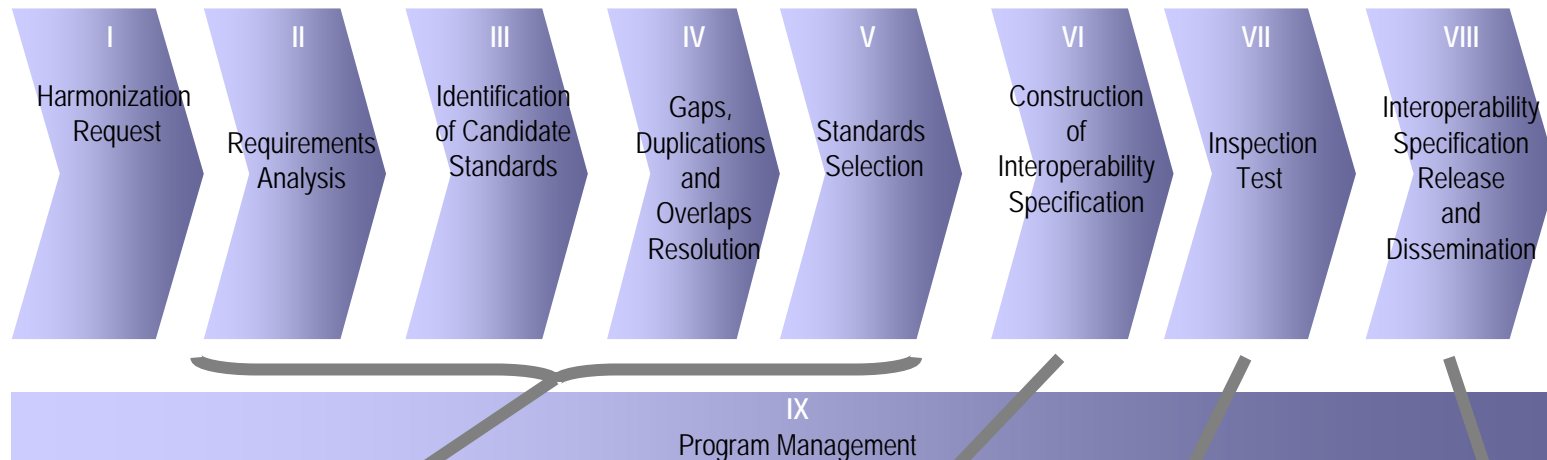 I
Harmonization
Request
II
Requirements
Analysis
III
Identification
of Candidate
Standards
IV
Gaps,
Duplications
and
Overlaps
Resolution
V
Standards
Selection
VI
Construction
of
Interoperability
Specification
VII
Inspection
Test
VIII
Interoperability
Specification
Release
and
Dissemination
IX
Program Management